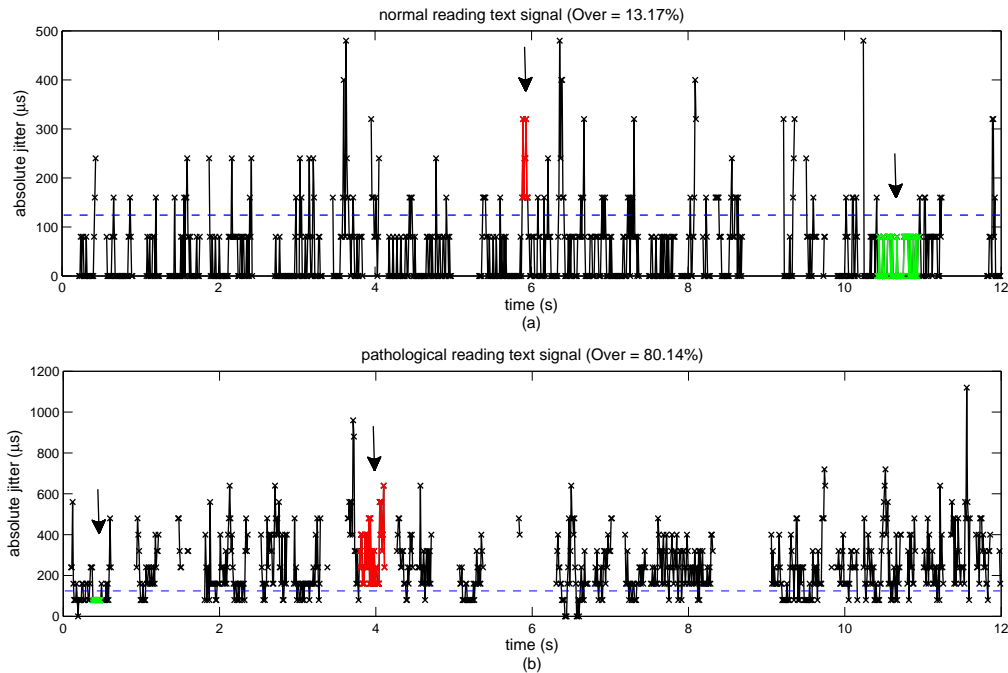 normal reading text signal (Over = 13.17%)
500
400
300
200
100
0
absolute jitter (µs)
0 2 4 6 8 10 12
time (s)
(a)
pathological reading text signal (Over = 80.14%)
1200
1000
800
600
400
200
0
absolute jitter (µs)
0 2 4 6 8 10 12
time (s)
(b)